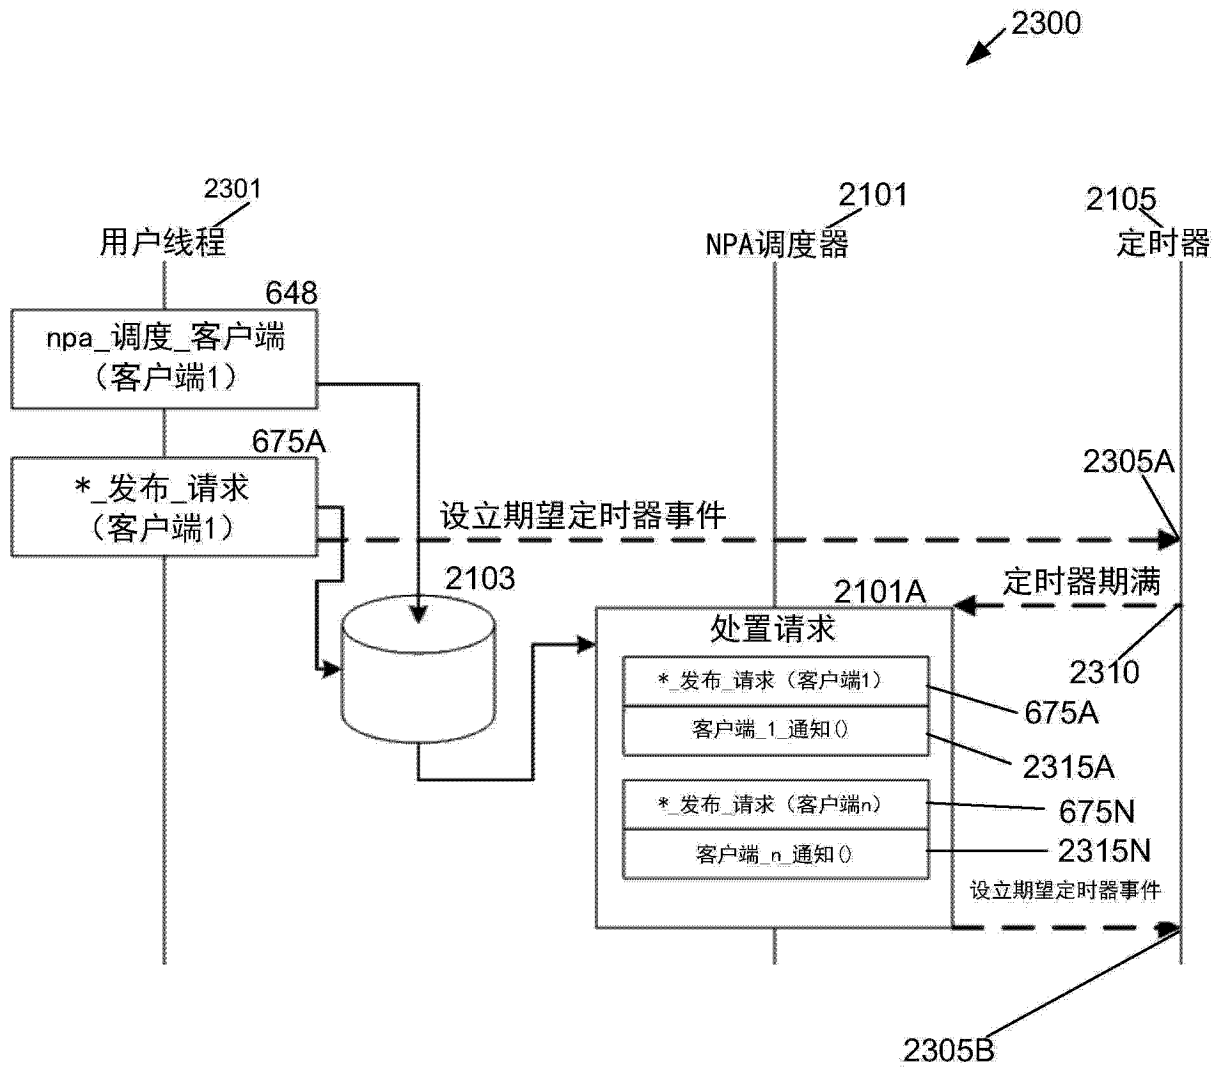 2300
2301
用户线程
2101
NPA调度器
2105
定时器
648
npa_调度_客户端
（客户端1）
675A
*_发布_请求
（客户端1）
设立期望定时器事件
2305A
2103
定时器期满
2310
2101A
处置请求
*_发布_请求（客户端1）
675A
客户端_1_通知()
2315A
*_发布_请求（客户端n）
675N
客户端_n_通知()
2315N
设立期望定时器事件
2305B